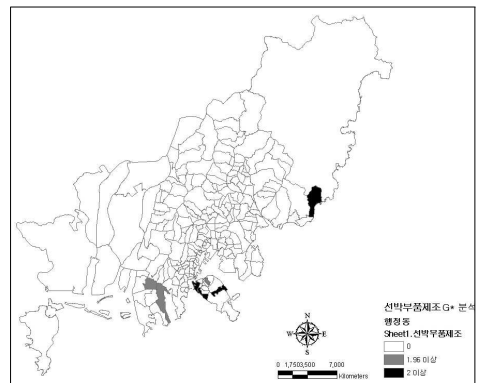 선박부품제조 G* 분석
행정동
Sheet1.선박부품제조
0
1.96 이상
2 이상
N
W
E
S
0 1,7503,500 7,000
Kilometers